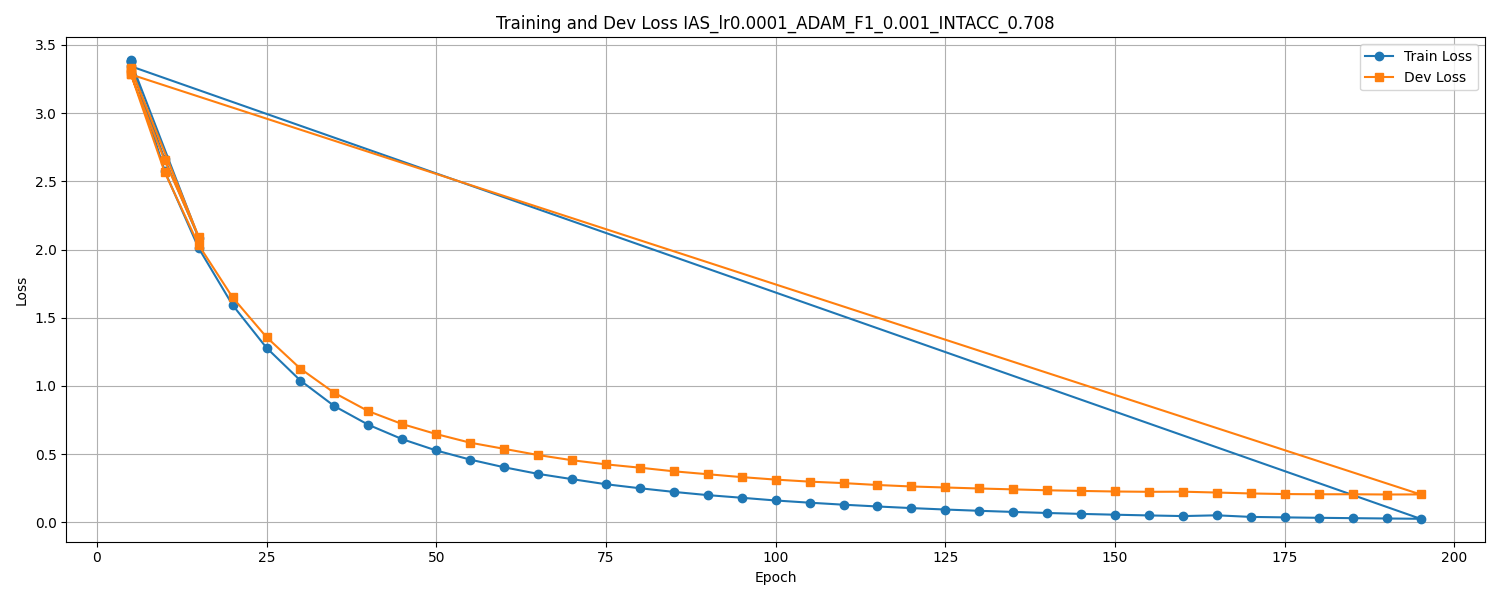 Training and Dev Loss IAS_lr0.0001_ADAM_F1_0.001_INTACC_0.708
Train Loss
Dev Loss
3.5
3.0
2.5
2.0
1.5
1.0
0.5
0.0
Loss
0 25 50 75 100 125 150 175 200
Epoch